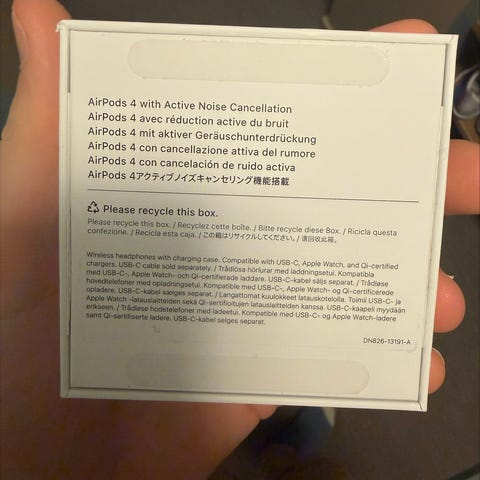 AirPods 4 with Active Noise Cancellation
AirPods 4 avec réduction active du bruit
AirPods 4 mit aktiver Geräuschunterdrückung
AirPods 4 con cancellazione attiva del rumore
AirPods 4 con cancelación de ruido activa
AirPods 4アクティブノイズキャンセリング機能搭載
Please recycle this box.
Please recycle this box. / Recyclez cette boîte. / Bitte recycle diese Box. / Ricicla questa
confezione. / Recicla esta caja. / この箱はリサイクルしてください。/ 请回收此箱。
Wireless headphones with charging case. Compatible with USB-C, Apple Watch, and Qi-certified
chargers. USB-C cable sold separately. / Trådlösa hörlurar med laddningsetui. Kompatibla
med USB-C-, Apple Watch- och Qi-certifierade laddare. USB-C-kabel säljs separat. / Trådløse
hovedtelefoner med opladningsetui. Kompatible med USB-C-, Apple Watch- og Qi-certificerede
opladere. USB-C-kabel sælges separat. / Langattomat kuulokkeet latauskotelolla. Toimii USB-C- ja
Apple Watch -latauslaitteiden sekä Qi-sertifioitujen latauslaitteiden kanssa. USB-C-kaapeli myydään
erikseen. / Trådløse hodetelefoner med ladeetui. Kompatible med USB-C- og Apple Watch-ladere
samt Qi-sertifiserte ladere. USB-C-kabel selges separat.
DN826-13191-A